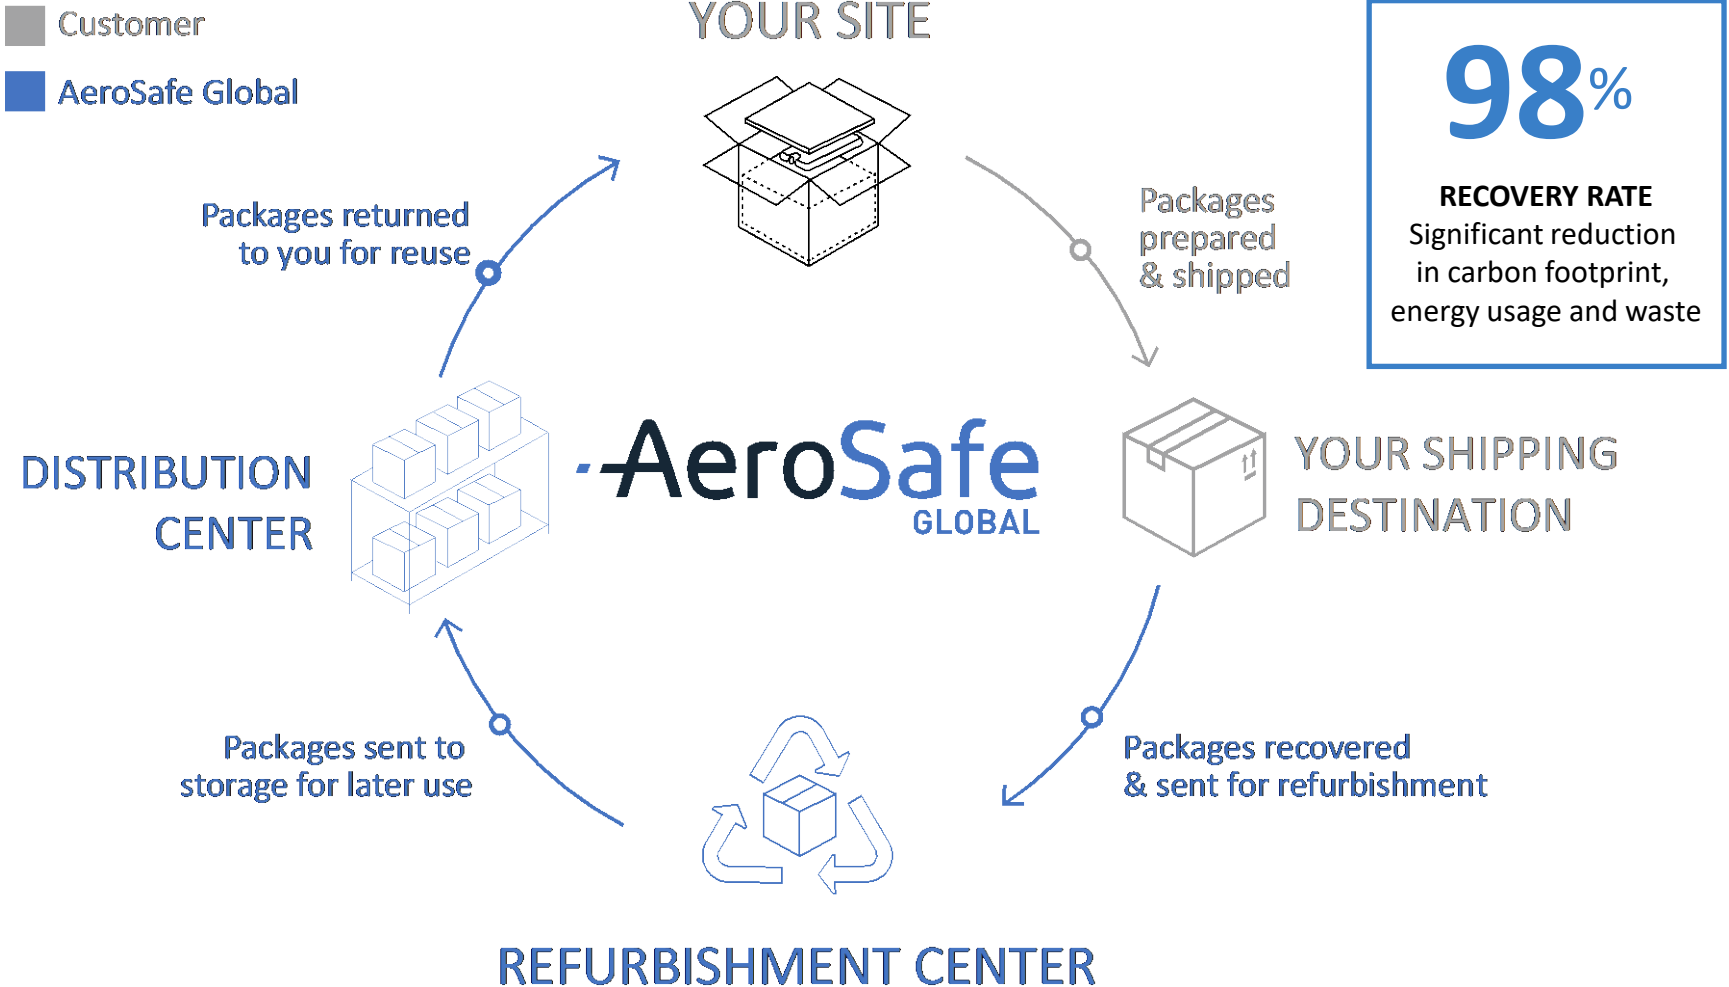 Customer
AeroSafe Global
YOUR SITE
98%
RECOVERY RATE
Significant reduction
in carbon footprint,
energy usage and waste
Packages returned
to you for reuse
Packages
prepared
& shipped
DISTRIBUTION
CENTER
AeroSafe
GLOBAL
YOUR SHIPPING
DESTINATION
Packages sent to
storage for later use
Packages recovered
& sent for refurbishment
REFURBISHMENT CENTER